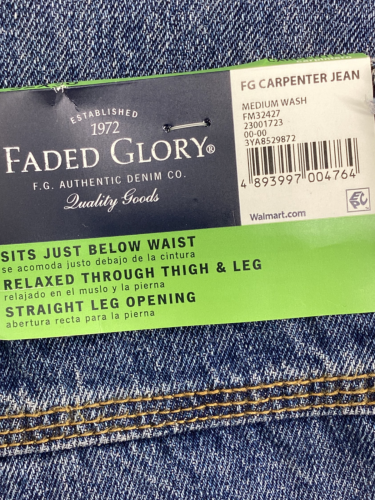 ESTABLISHED
1972
FADED GLORY®
F.G. AUTHENTIC DENIM CO.
Quality Goods
FG CARPENTER JEAN
MEDIUM WASH
FM32427
23001723
00-00
3YA8529872
4 893997 004764
Walmart.com
SITS JUST BELOW WAIST
se acomoda justo debajo de la cintura
RELAXED THROUGH THIGH & LEG
relajado en el muslo y la pierna
STRAIGHT LEG OPENING
abertura recta para la pierna